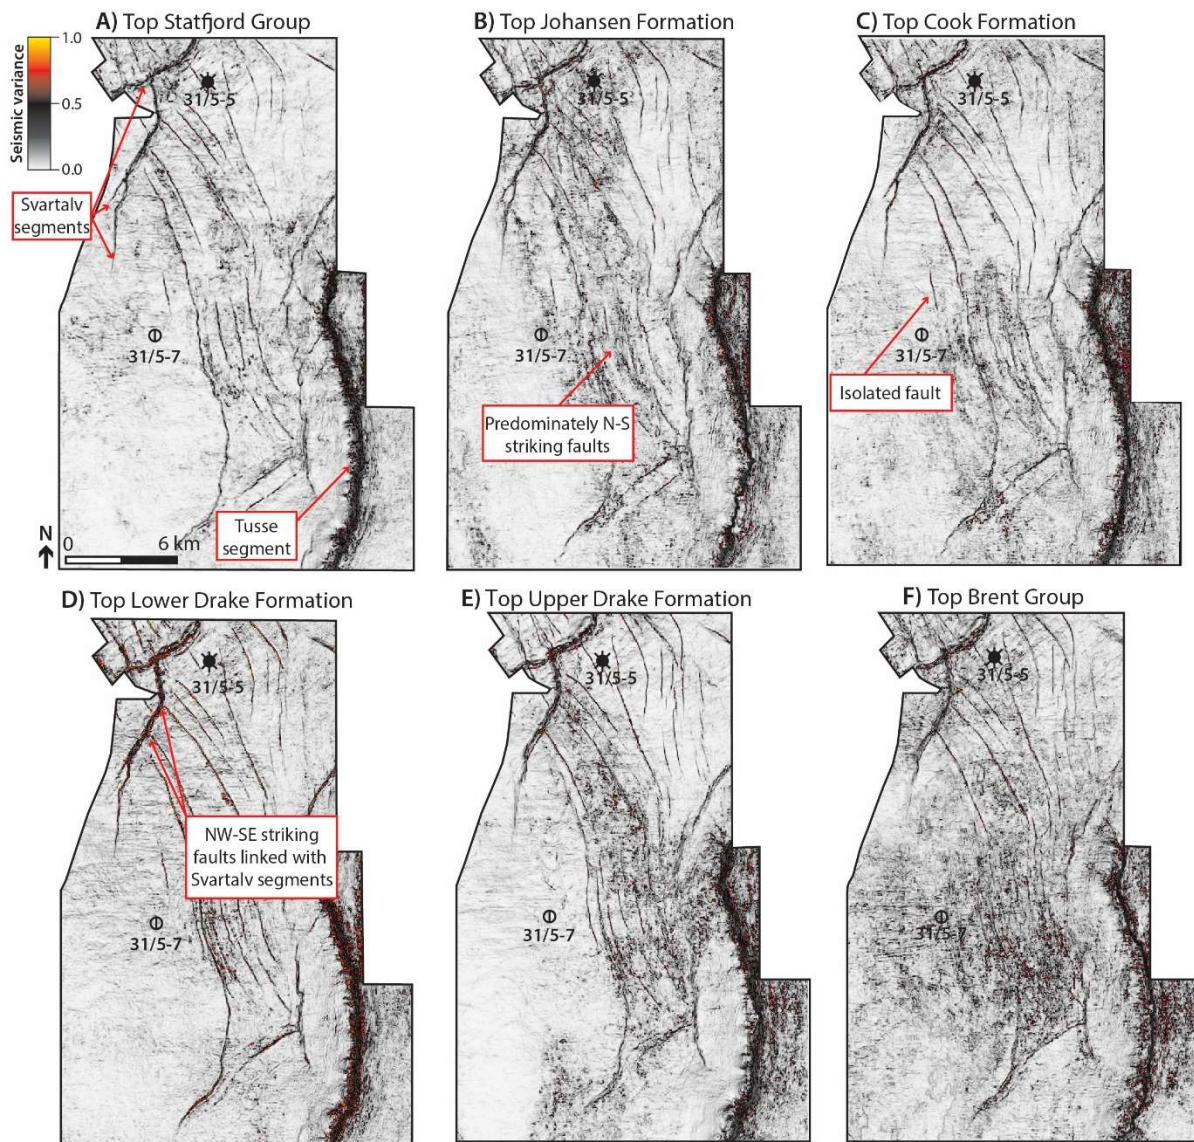 A) Top Statfjord Group
B) Top Johansen Formation
C) Top Cook Formation
Seismic variance
1.0
0.5
0.0
31/5-5
31/5-5
31/5-5
Svartalv
segments
31/5-7
31/5-7
31/5-7
Isolated fault
Predominately N-S
striking faults
Tusse
segment
N
0
6 km
D) Top Lower Drake Formation
E) Top Upper Drake Formation
F) Top Brent Group
31/5-5
31/5-5
31/5-5
NW-SE striking
faults linked with
Svartalv segments
31/5-7
31/5-7
31/5-7